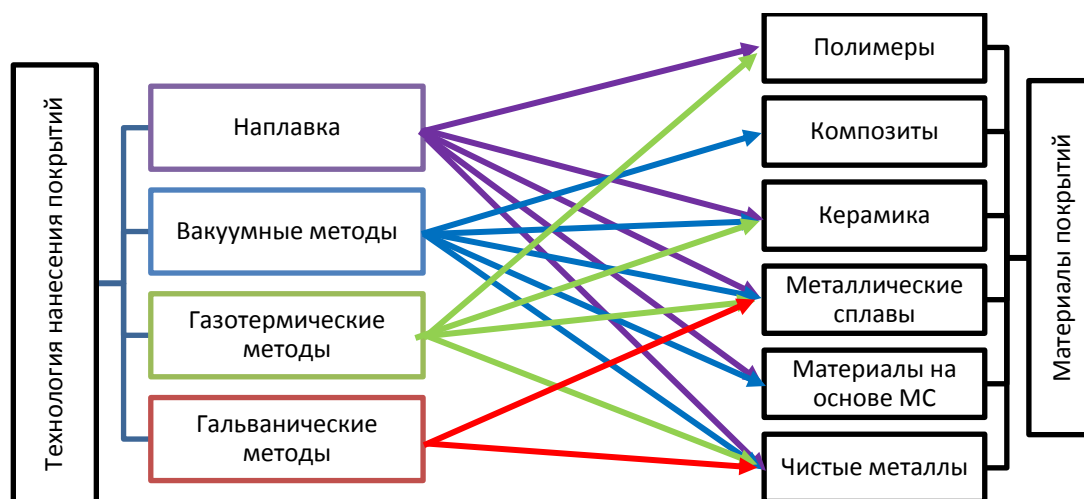 Технология нанесения покрытий
Наплавка
Вакуумные методы
Газотермические
методы
Гальванические
методы
Полимеры
Композиты
Керамика
Металлические
сплавы
Материалы на
основе МС
Чистые металлы
Материалы покрытий